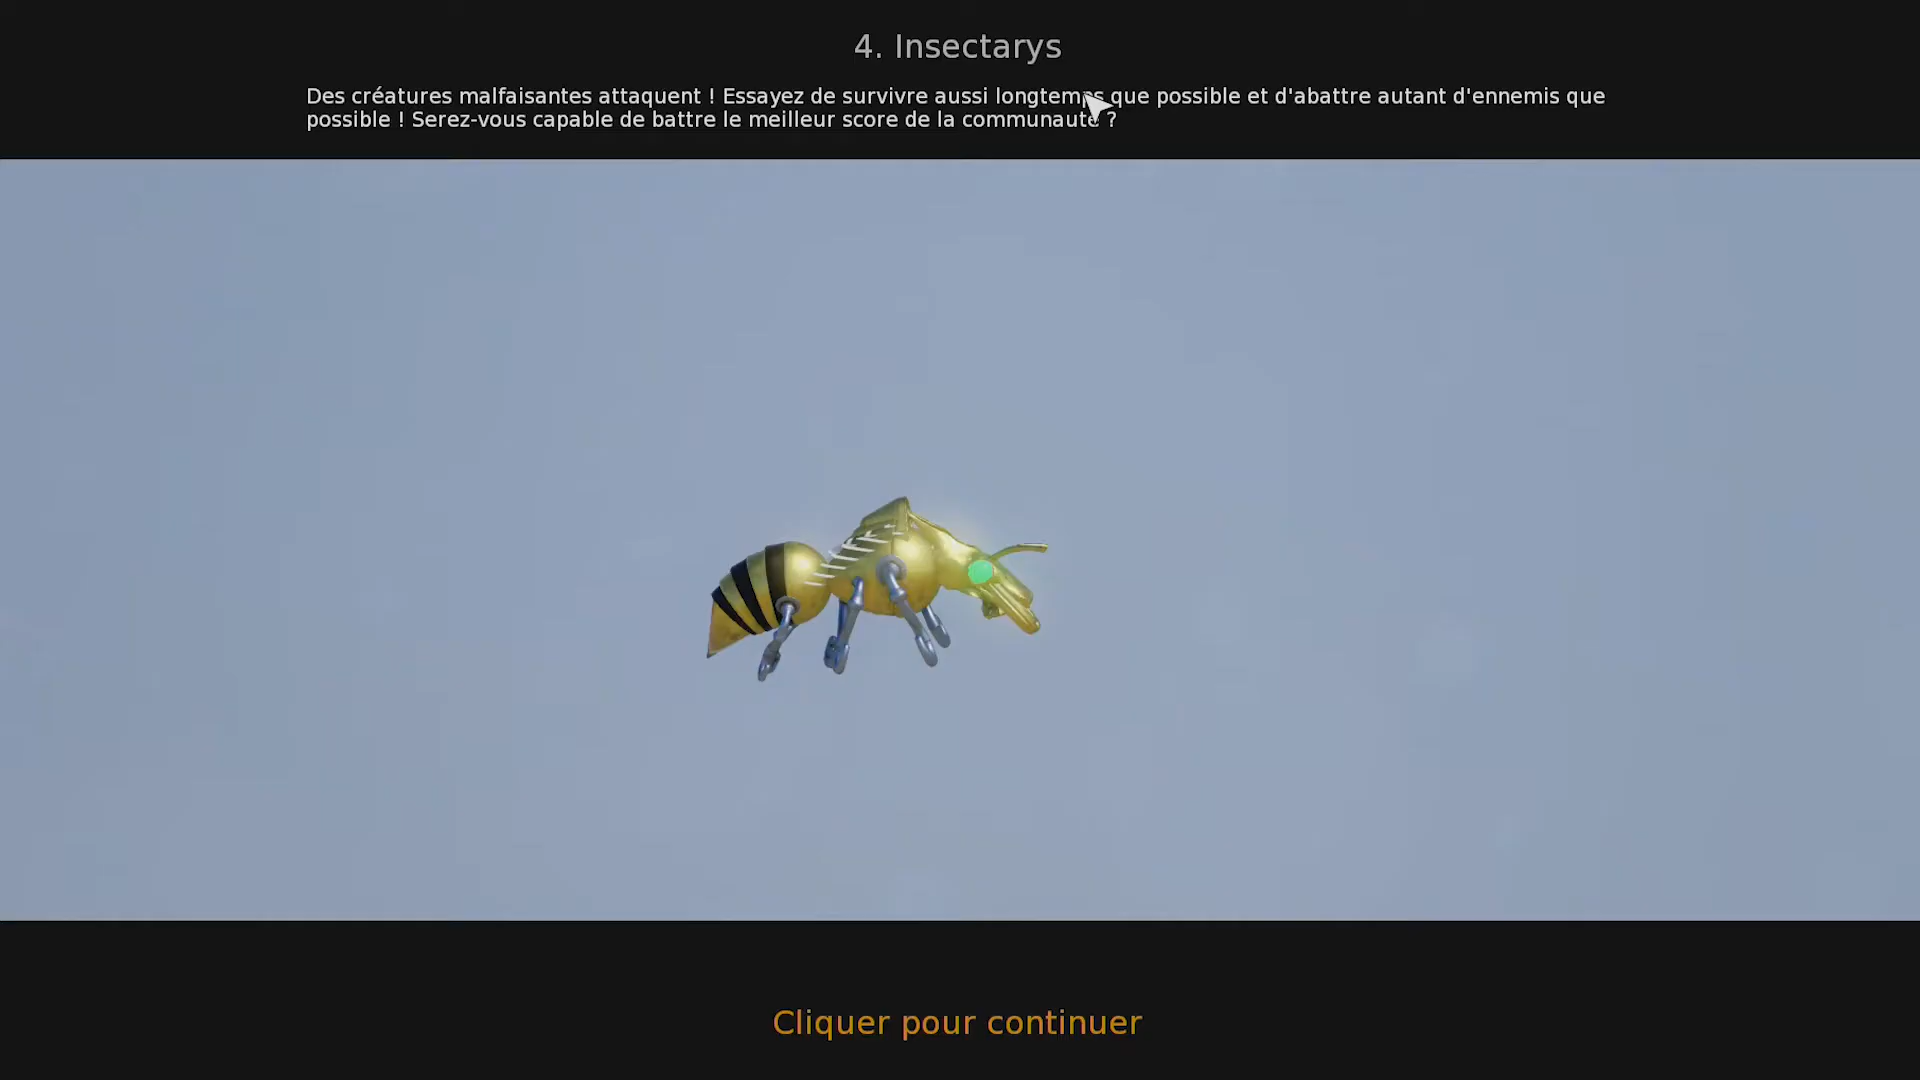 4. Insectarys
Des créatures malfaisantes attaquent ! Essayez de survivre aussi longtemps que possible et d'abattre autant d'ennemis que
possible ! Serez-vous capable de battre le meilleur score de la communauté ?
Cliquer pour continuer